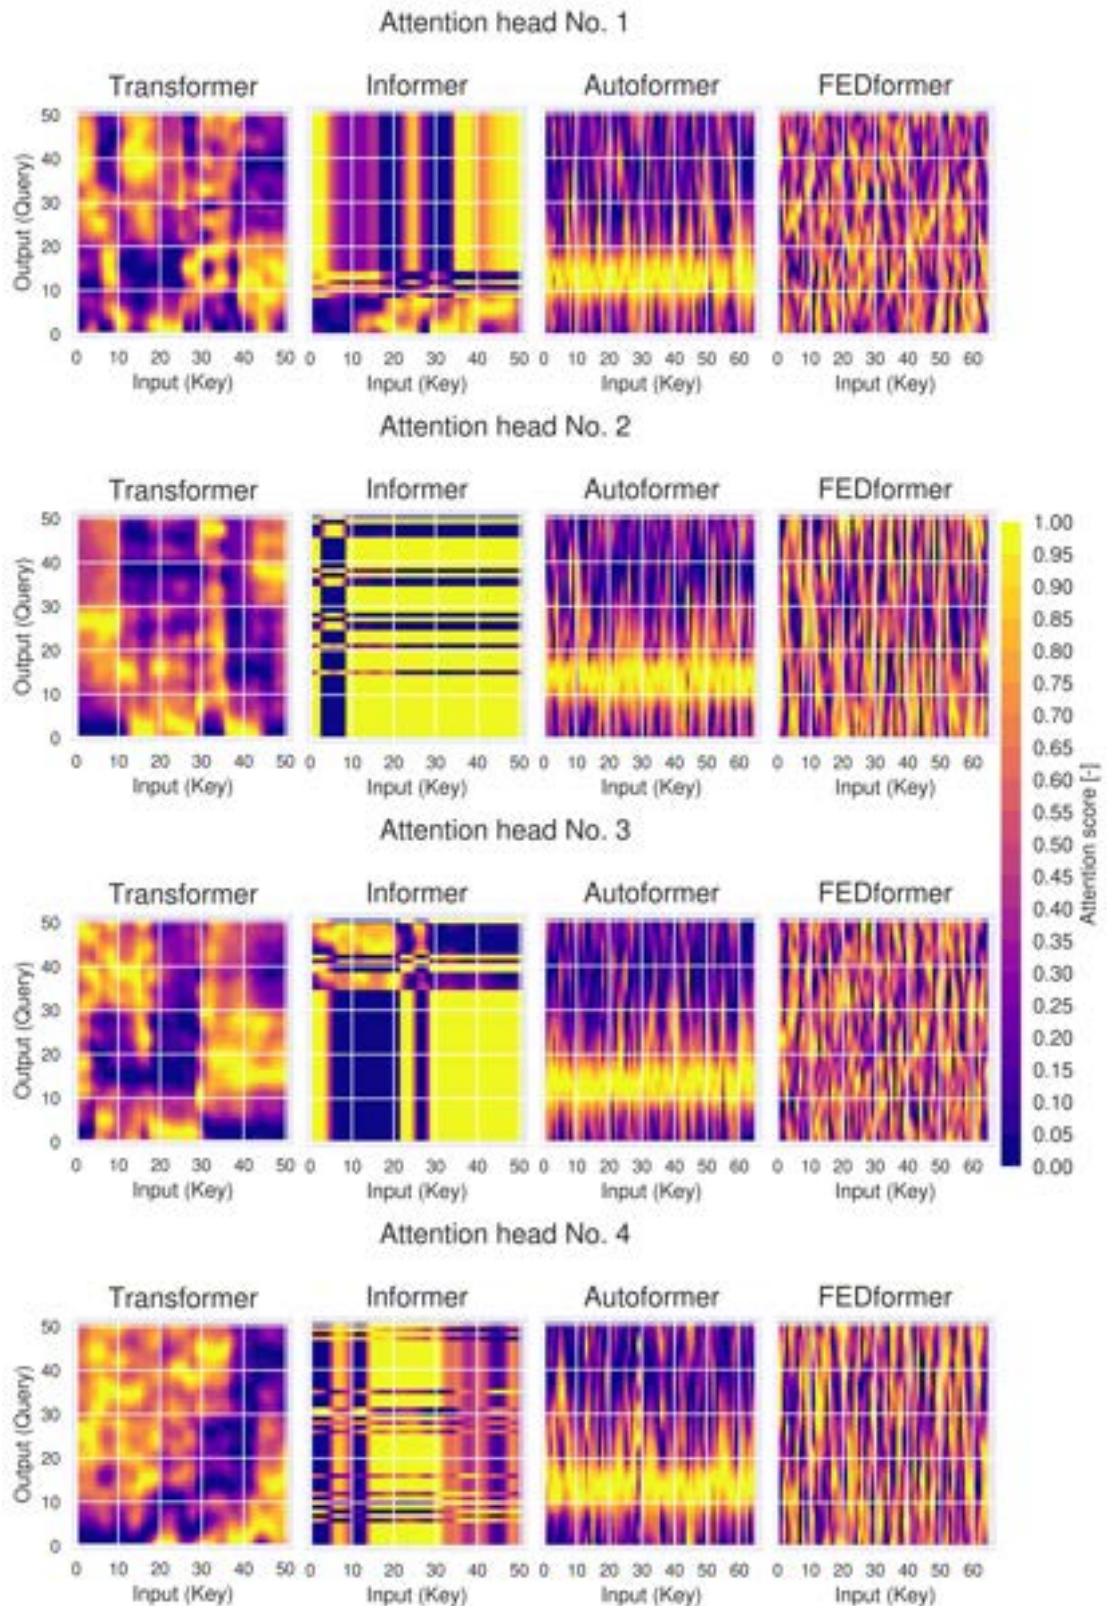 Attention head No. 1
Transformer Informer Autoformer FEDformer
Output (Query)
50
40
30
20
10
0
0 10 20 30 40 50 0 10 20 30 40 50 0 10 20 30 40 50 60 0 10 20 30 40 50 60
Input (Key) Input (Key) Input (Key) Input (Key)
Attention head No. 2
Transformer Informer Autoformer FEDformer
Output (Query)
50
40
30
20
10
0
0 10 20 30 40 50 0 10 20 30 40 50 0 10 20 30 40 50 60 0 10 20 30 40 50 60
Input (Key) Input (Key) Input (Key) Input (Key)
Attention head No. 3
Transformer Informer Autoformer FEDformer
Output (Query)
50
40
30
20
10
0
0 10 20 30 40 50 0 10 20 30 40 50 0 10 20 30 40 50 60 0 10 20 30 40 50 60
Input (Key) Input (Key) Input (Key) Input (Key)
Attention head No. 4
Transformer Informer Autoformer FEDformer
Output (Query)
50
40
30
20
10
0
0 10 20 30 40 50 0 10 20 30 40 50 0 10 20 30 40 50 60 0 10 20 30 40 50 60
Input (Key) Input (Key) Input (Key) Input (Key)
1.00
0.95
0.90
0.85
0.80
0.75
0.70
0.65
0.60
0.55
0.50
0.45
0.40
0.35
0.30
0.25
0.20
0.15
0.10
0.05
0.00
Attention score [-]